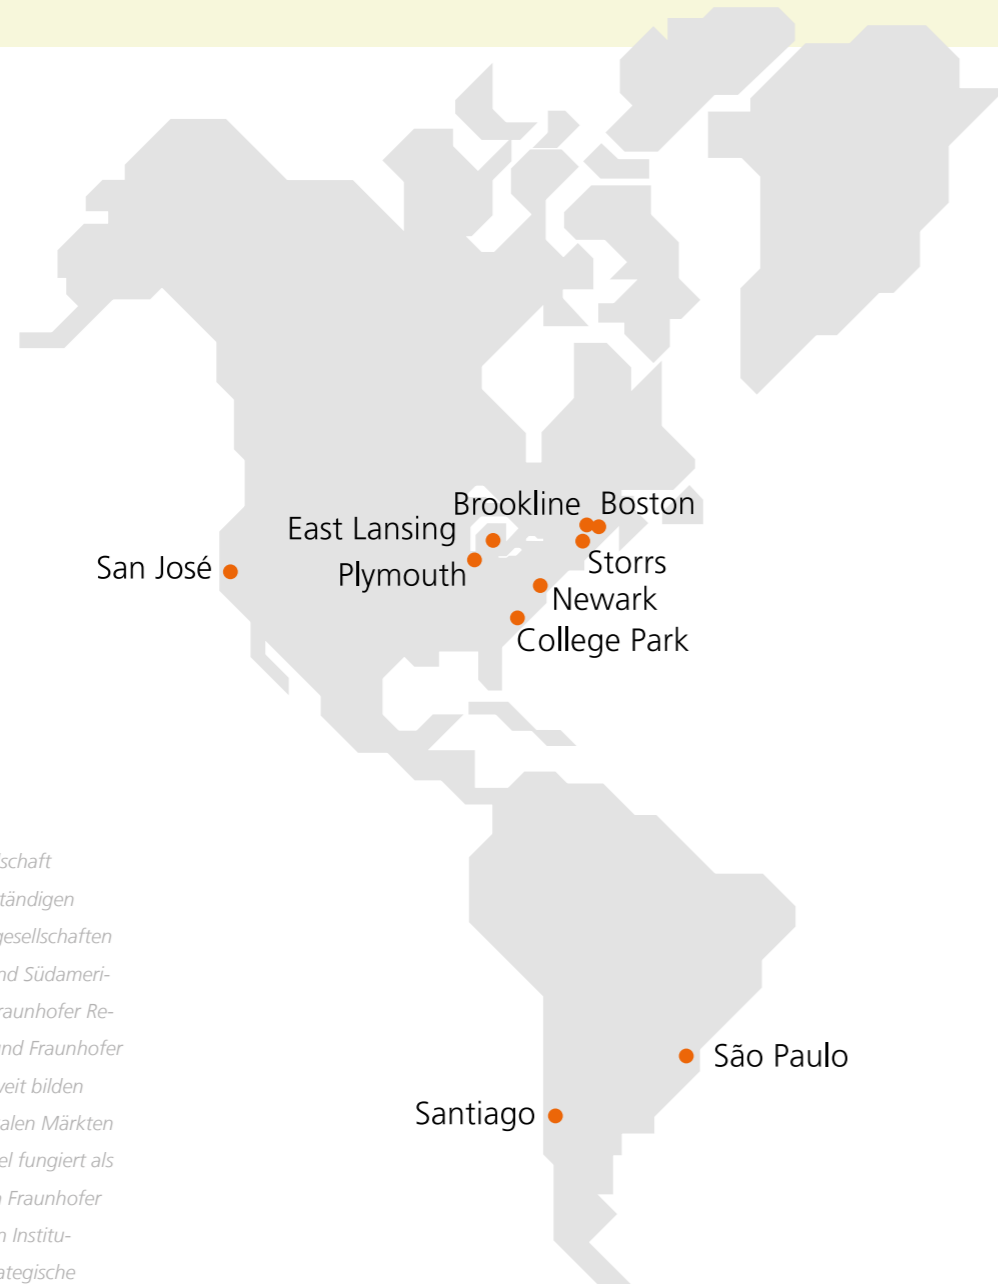 Brookline Boston
East Lansing
San José
Plymouth
Storrs
Newark
College Park
schaft
tändigen
gesellschaften
nd Südameri-
raunhofer Re-
und Fraunhofer
veit bilden
São Paulo
alen Märkten
Santiago
el fungiert als
n Fraunhofer
n Institu-
ategische